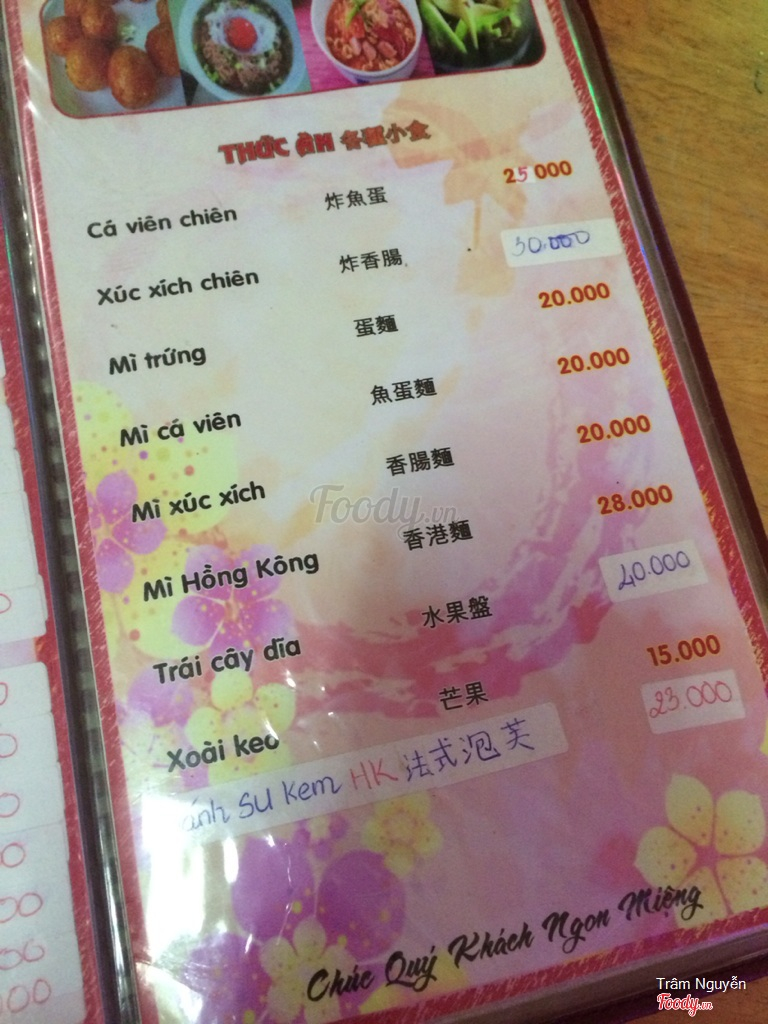 THỨC ĂN 各種小食
Cá viên chiên 炸魚蛋 25.000
Xúc xích chiên 炸香腸 30.000
Mì trứng 蛋麵 20.000
Mì cá viên 魚蛋麵 20.000
Mì xúc xích 香腸麵 20.000
Mì Hồng Kông 香港麵 28.000
Trái cây dĩa 水果盤 40.000
Xoài keo 芒果 15.000
ánh SU Kem HK 法式泡芙 23.000
Chúc Quý Khách Ngon Miệng
Foody.vn
Trâm Nguyễn
Foody.vn